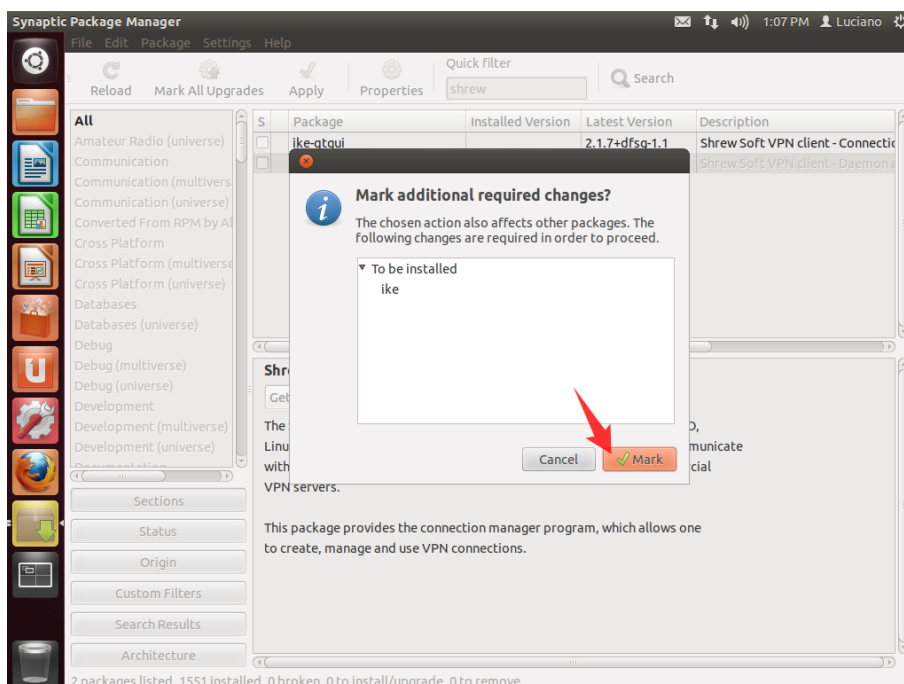 Synaptic Package Manager 1:07 PM Luciano
File Edit Package Settings Help
Reload Mark All Upgrades Apply Properties
Quick filter
shrew
Search
All
Amateur Radio (universe)
Communication
Communication (multivers
Communication (universe)
Converted From RPM by Al
Cross Platform
Cross Platform (multiverse
Cross Platform (universe)
Databases
Databases (universe)
Debug
Debug (multiverse)
Debug (universe)
Development
Development (multiverse)
Development (universe)
Documentation
Sections
Status
Origin
Custom Filters
Search Results
Architecture
S Package Installed Version Latest Version Description
ike-qtgui 2.1.7+dfsg-1.1 Shrew Soft VPN client - Connectic
Shrew Soft VPN client - Daemon a
Mark additional required changes?
The chosen action also affects other packages. The
following changes are required in order to proceed.
To be installed
ike
Cancel Mark
Shre
Get
The D,
Linu municate
with cial
VPN servers.
This package provides the connection manager program, which allows one
to create, manage and use VPN connections.
2 packages listed, 1551 installed, 0 broken. 0 to install/upgrade, 0 to remove